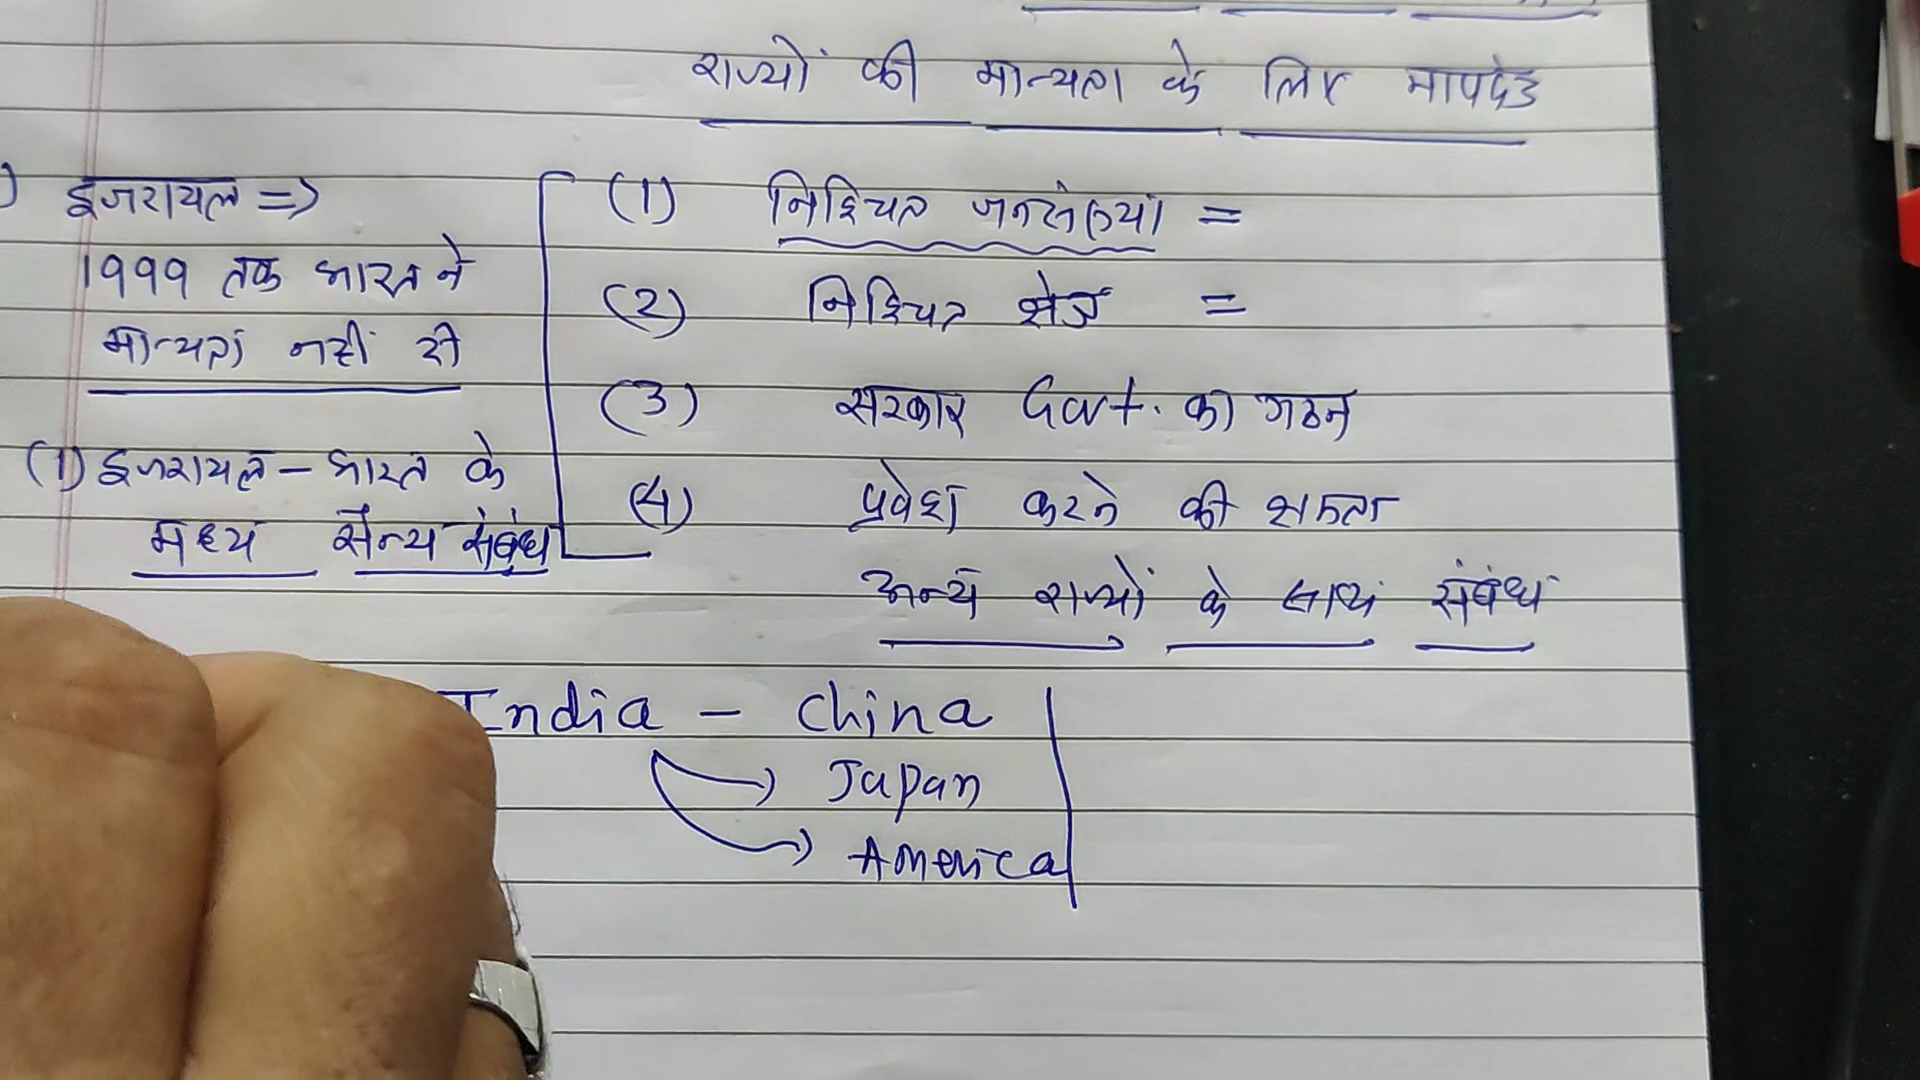 राज्यों की मान्यता के लिए मापदंड
इजरायल =>
1999 तक भारत ने
मान्यता नहीं दी
(1) इजरायल - भारत के
मध्य सैन्य संबंध
(1) निश्चित जनसंख्या =
(2) निश्चित क्षेत्र =
(3) सरकार Govt. का गठन
(4) प्रवेश करने की क्षमता
अन्य राज्यों के साथ संबंध
India - China
→ Japan
→ America